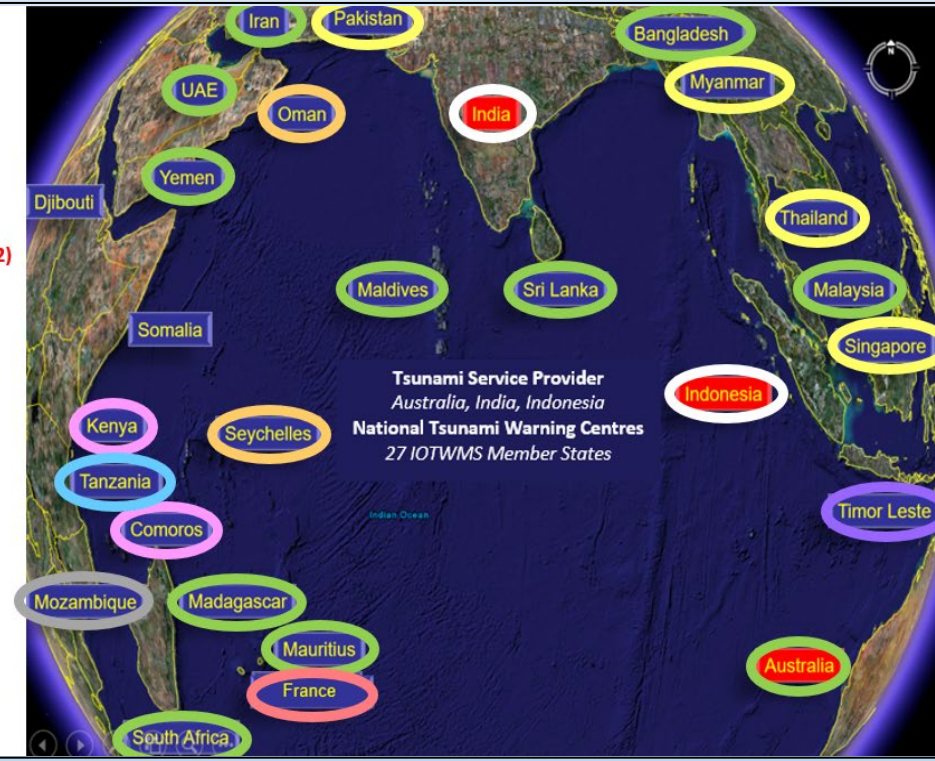 Iran
Pakistan
Bangladesh
N
UAE
Oman
India
Myanmar
Yemen
Djibouti
Thailand
2)
Maldives
Sri Lanka
Malaysia
Somalia
Singapore
Tsunami Service Provider
Australia, India, Indonesia
National Tsunami Warning Centres
27 IOTWMS Member States
Indonesia
Kenya
Seychelles
Tanzania
Comoros
Indian Ocean
Timor Leste
Mozambique
Madagascar
Mauritius
Australia
France
South Africa